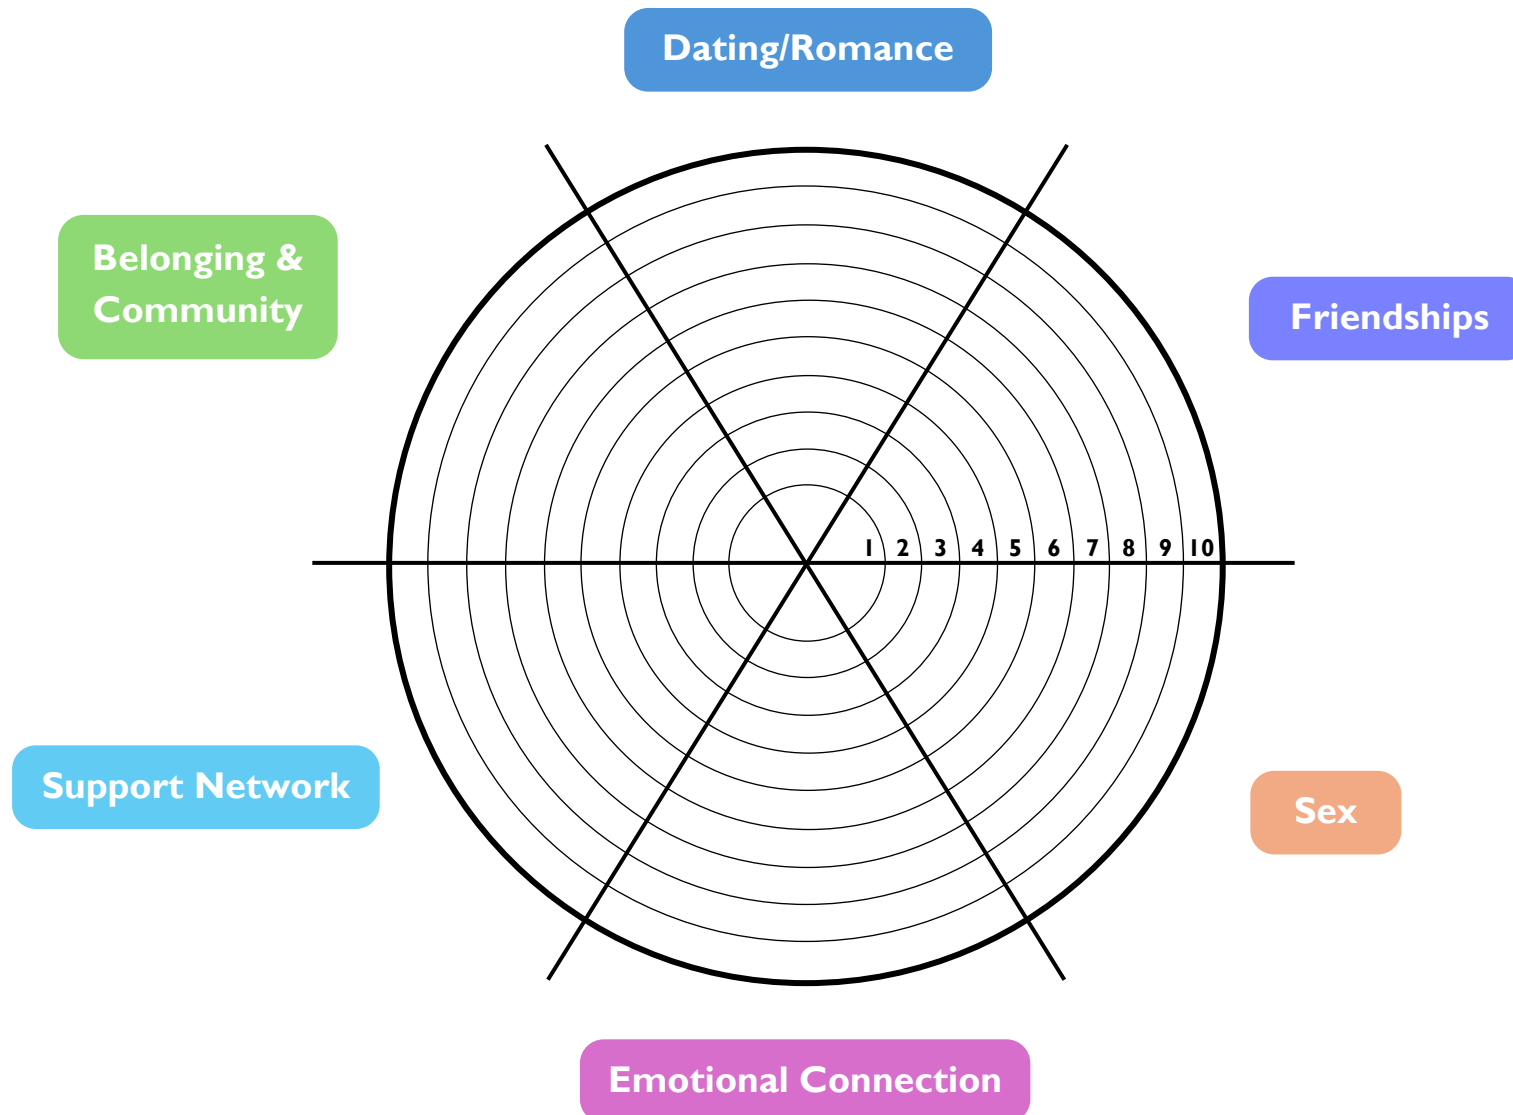 Dating/Romance
Belonging &
Community
Friendships
1 2 3 4 5 6 7 8 9 10
Support Network
Sex
Emotional Connection